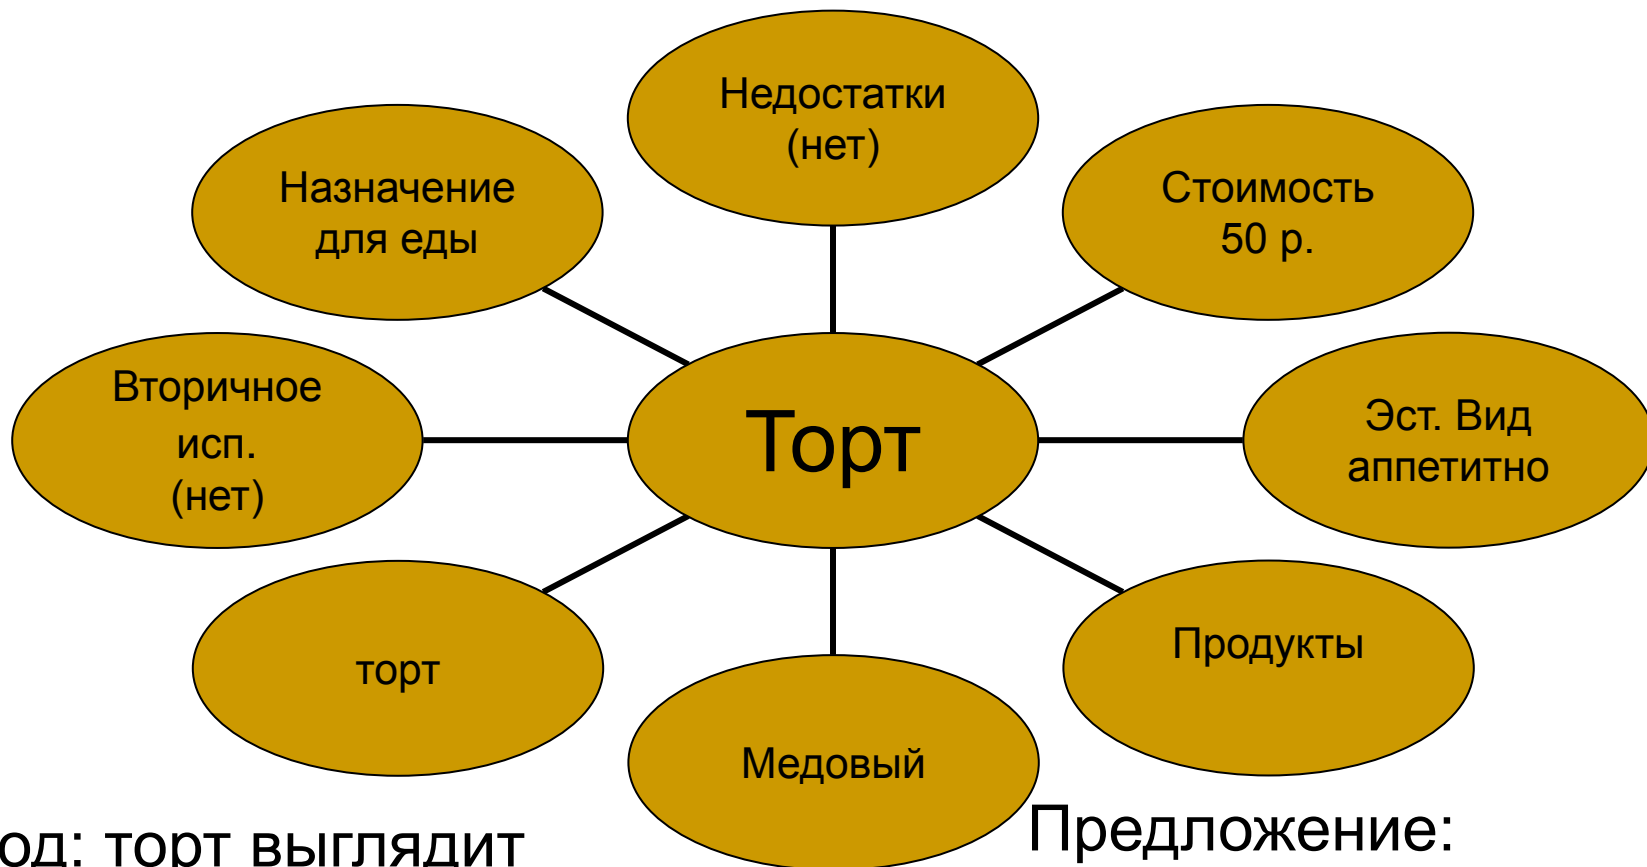 Недостатки
(нет)
Назначение
для еды
Стоимость
50 р.
Вторичное
исп.
(нет)
Торт
Эст. Вид
аппетитно
торт
Медовый
Продукты
од: торт выглядит
Предложение: